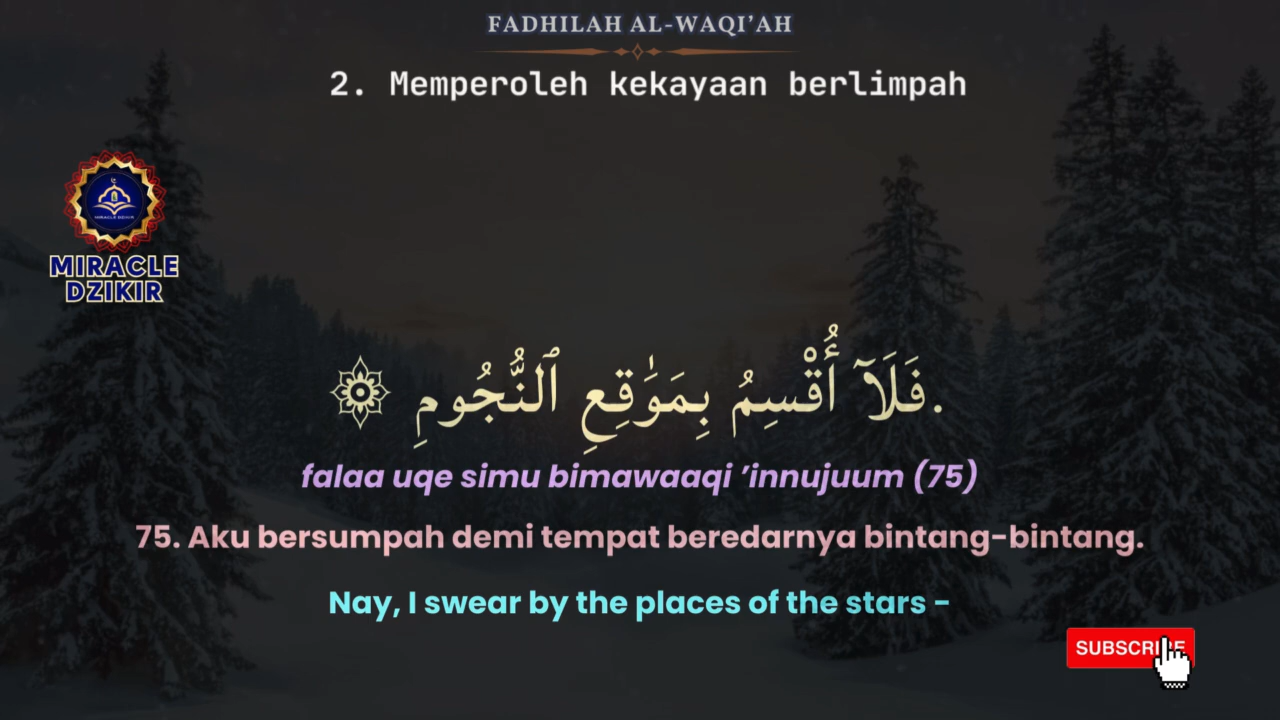 FADHILAH AL-WAQI’AH
2. Memperoleh kekayaan berlimpah
MIRACLE
DZIKIR
فَلَآ أُقْسِمُ بِمَوَٰقِعِ ٱلنُّجُومِ.
falaa uqe simu bimawaaqi ’innujuum (75)
75. Aku bersumpah demi tempat beredarnya bintang-bintang.
Nay, I swear by the places of the stars -
SUBSCRIBE